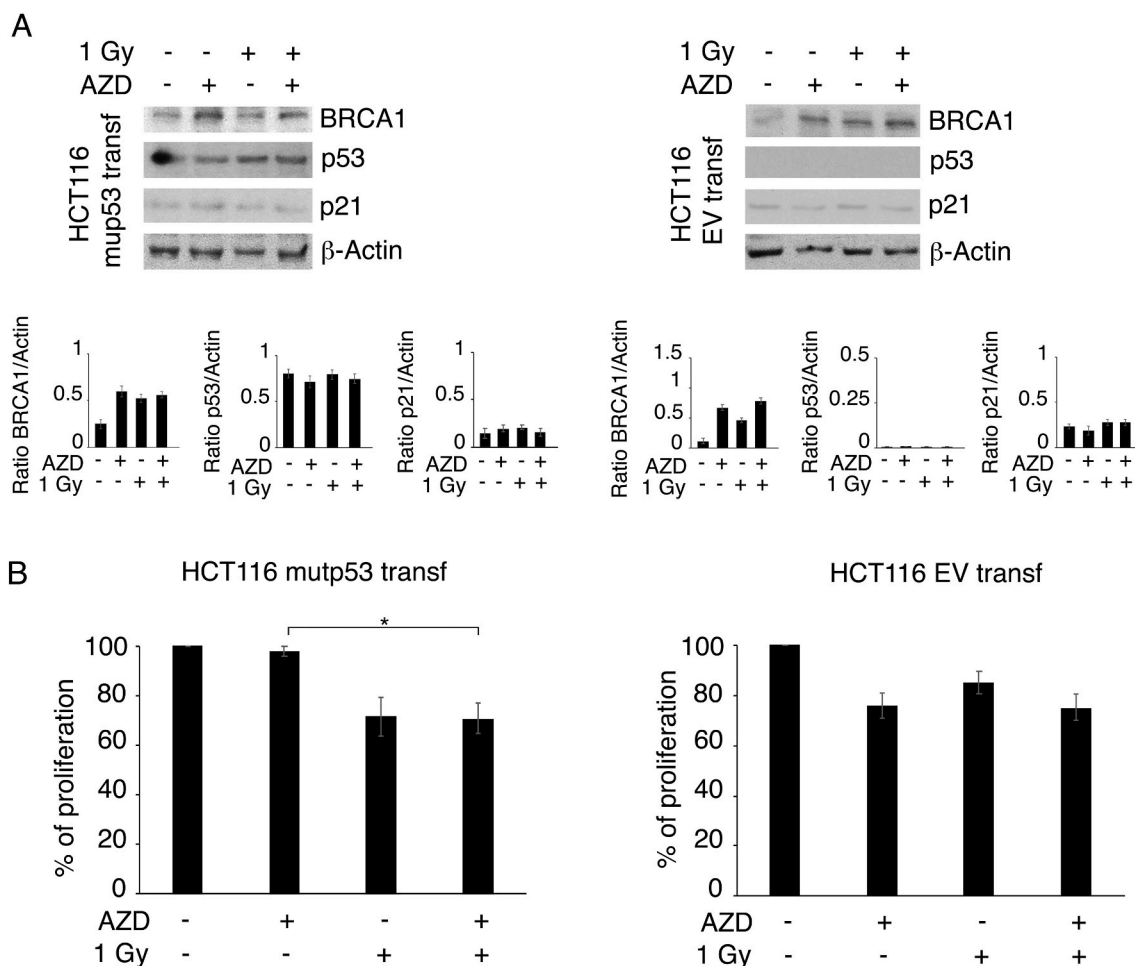 A
1 Gy - - + +
AZD - + - +
HCT116
mup53 transf
BRCA1
p53
p21
β-Actin
1 Gy - - + +
AZD - + - +
HCT116
EV transf
BRCA1
p53
p21
β-Actin
Ratio BRCA1/Actin
1
0.5
0
AZD - + - +
1 Gy - - + +
Ratio p53/Actin
1
0.5
0
AZD - + - +
1 Gy - - + +
Ratio p21/Actin
1
0.5
0
AZD - + - +
1 Gy - - + +
Ratio BRCA1/Actin
1.5
1
0.5
0
AZD - + - +
1 Gy - - + +
Ratio p53/Actin
0.5
0.25
0
AZD - + - +
1 Gy - - + +
Ratio p21/Actin
1
0.5
0
AZD - + - +
1 Gy - - + +
B
HCT116 mutp53 transf
*
% of proliferation
100
80
60
40
20
0
AZD - + - +
1 Gy - - + +
HCT116 EV transf
% of proliferation
100
80
60
40
20
0
AZD - + - +
1 Gy - - + +